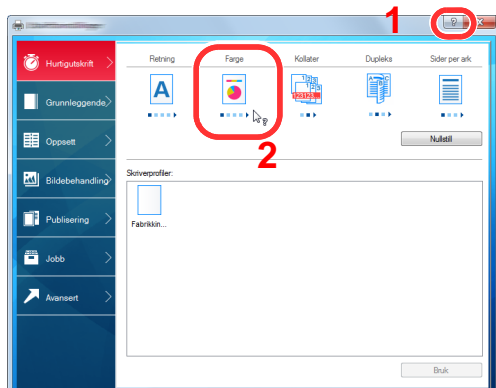 1
?
Hurtigutskrift
Retning
Farge
Kollater
Dupleks
Sider per ark
A
123
123123
A B C
?
2
Grunnleggende
Oppsett
Nullstill
Bildebehandling
Skriverprofiler:
Fabrikkin...
Publisering
Jobb
Avansert
Bruk